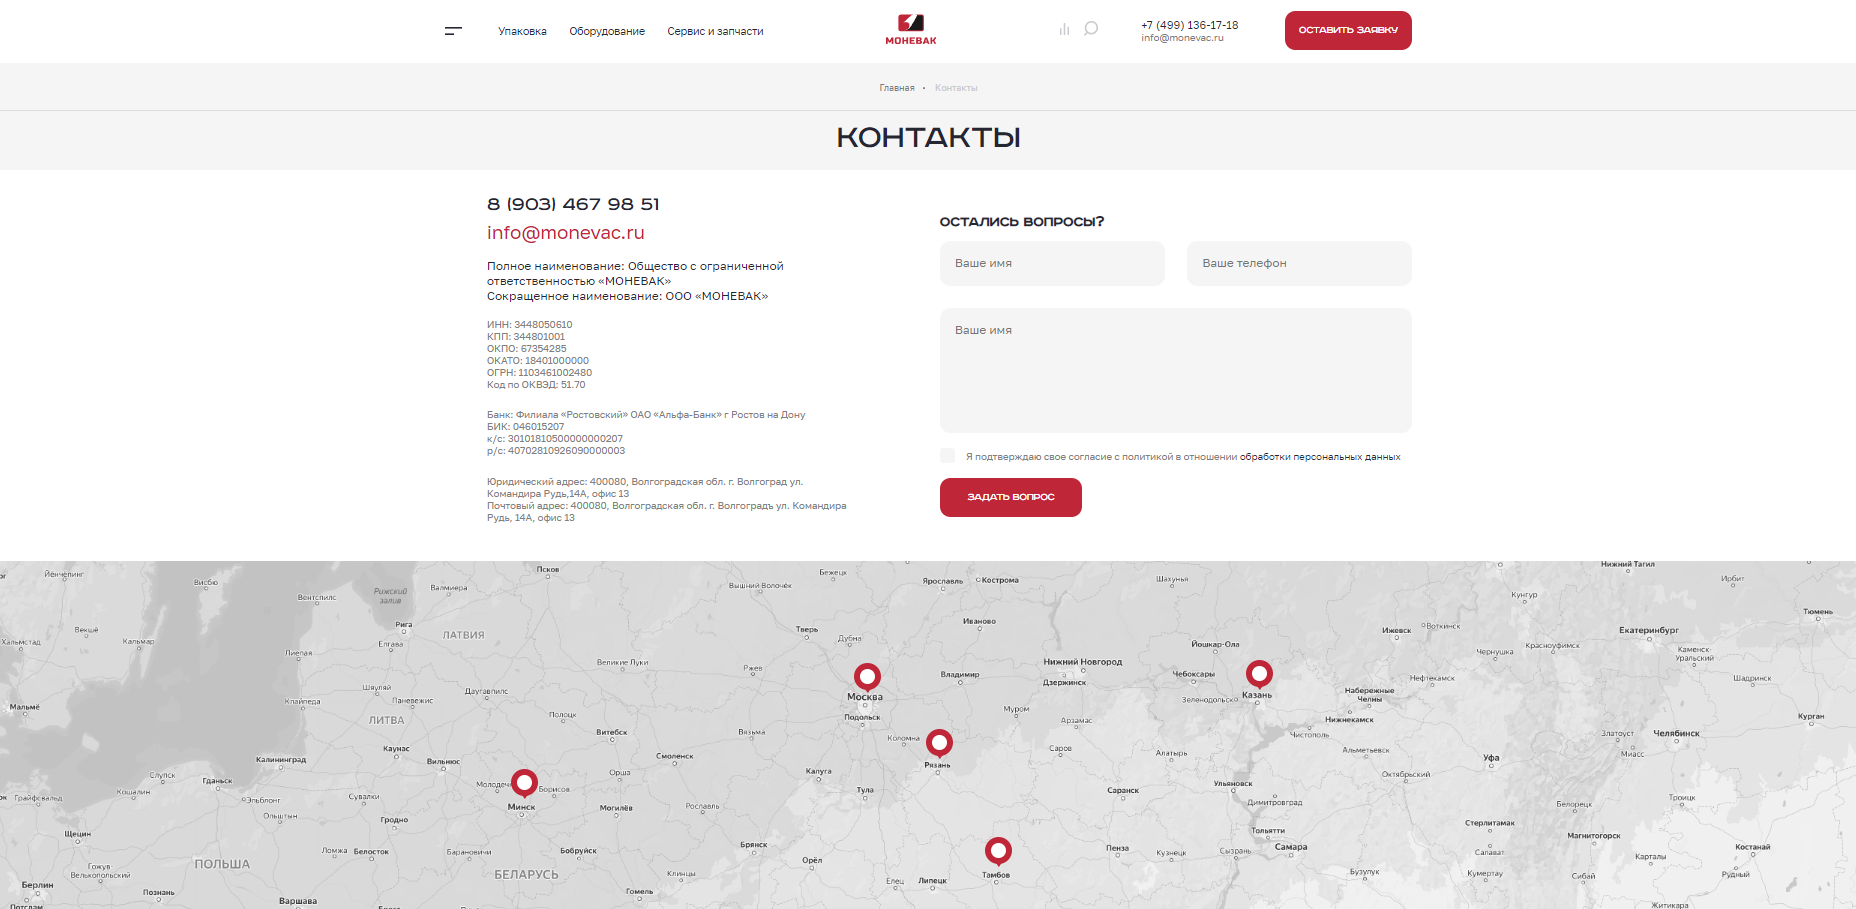 Упаковка
Оборудование
Сервис и запчасти
МОНЕВАК
+7 (499) 136-17-18
info@monevac.ru
ОСТАВИТЬ ЗАЯВКУ
Главная • Контакты
КОНТАКТЫ
8 (903) 467 98 51
info@monevac.ru
Полное наименование: Общество с ограниченной
ответственностью «МОНЕВАК»
Сокращенное наименование: ООО «МОНЕВАК»
ИНН: 3448050610
КПП: 344801001
ОКПО: 67354285
ОКАТО: 18401000000
ОГРН: 1103461002480
Код по ОКВЭД: 51.70
Банк: Филиала «Ростовский» ОАО «Альфа-Банк» г Ростов на Дону
БИК: 046015207
к/с: 30101810500000000207
р/с: 40702810926090000003
Юридический адрес: 400080, Волгоградская обл. г. Волгоград ул.
Командира Рудь,14А, офис 13
Почтовый адрес: 400080, Волгоградская обл. г. Волгоградъ ул. Командира
Рудь, 14А, офис 13
ОСТАЛИСЬ ВОПРОСЫ?
Ваше имя
Ваше телефон
Ваше имя
Я подтверждаю свое согласие с политикой в отношении обработки персональных данных
ЗАДАТЬ ВОПРОС
Йёнчёпинг
Висбю
Вентспилс
Рижский
залив
Валмиера
Псков
Вышний Волочёк
Бежецк
Ярославль
Кострома
Шахунья
Кунгур
Нижний Тагил
Ирбит
Тюмень
Хальмстад
Векшё
Кальмар
Рига
Елгава
Лиепая
ЛАТВИЯ
Великие Луки
Тверь
Дубна
Иваново
Йошкар-Ола
Ижевск
Воткинск
Чернушка
Красноуфимск
Екатеринбург
Каменск-
Уральский
Шадринск
Ржев
Москва
Подольск
Владимир
Нижний Новгород
Дзержинск
Чебоксары
Зеленодольск
Казань
Набережные
Челны
Нефтекамск
Нижнекамск
Курган
Мальмё
Клайпеда
Шяуляй
Паневежис
Даугавпилс
ЛИТВА
Полоцк
Витебск
Вязьма
Коломна
Рязань
Муром
Арзамас
Саров
Алатырь
Чистополь
Альметьевск
Октябрьский
Уфа
Златоуст
Миасс
Челябинск
Калининград
Каунас
Вильнюс
Смоленск
Орша
Калуга
Тула
Саранск
Ульяновск
Димитровград
Белорецк
Троицк
Слупск
Гданьск
Кошалин
Эльблонг
Сувалки
Борисов
Минск
Могилёв
Рославль
Грайфсвальд
Ольштын
Гродно
Тольятти
Стерлитамак
Магнитогорск
Щецин
Ломжа
Белосток
Барановичи
Бобруйск
Брянск
Орёл
Тамбов
Пенза
Кузнецк
Сызрань
Самара
Салават
Карталы
Костанай
Гожув-
Велькопольский
ПОЛЬША
БЕЛАРУСЬ
Клинцы
Елец
Липецк
Бузулук
Кумертау
Сибай
Рудный
Берлин
Познань
Варшава
Гомель
Житикара
Потсдам